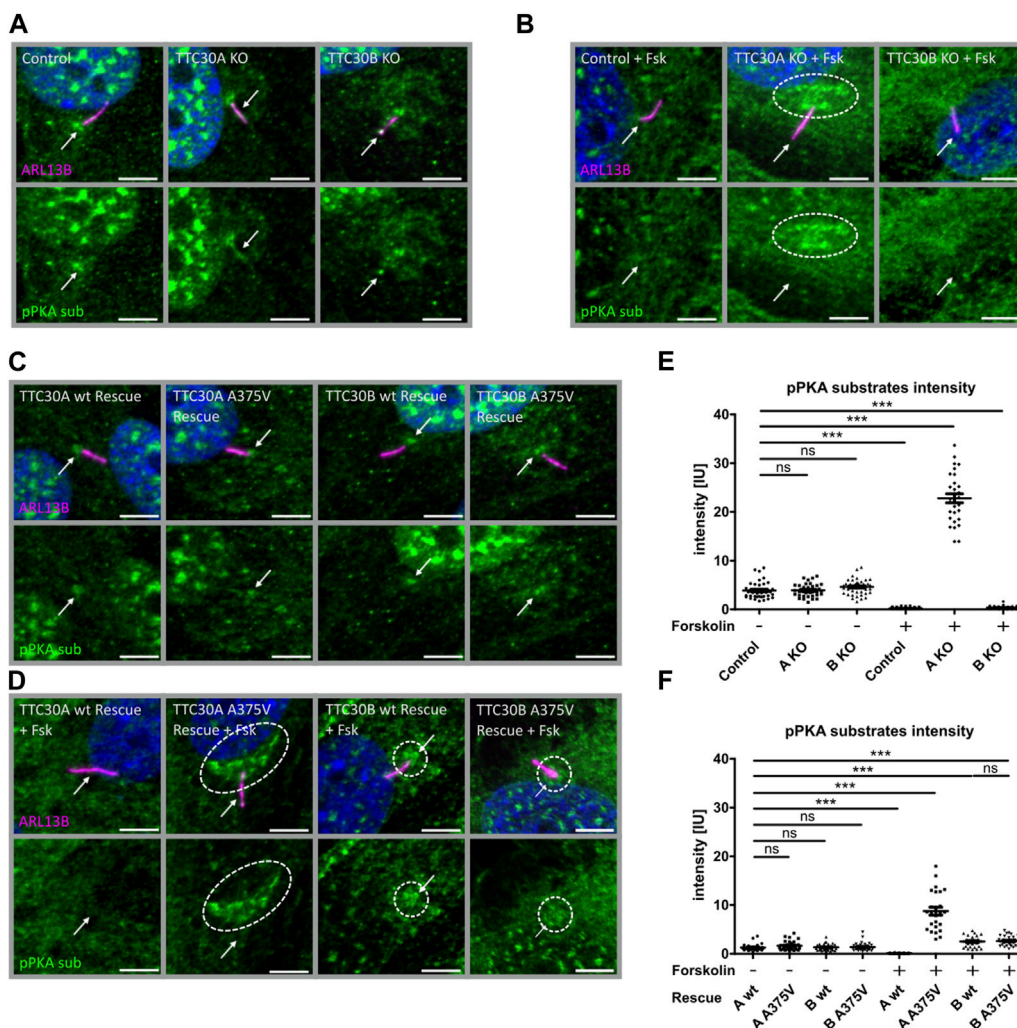 A
Control
TTC30A KO
TTC30B KO
ARL13B
pPKA sub
B
Control + Fsk
TTC30A KO + Fsk
TTC30B KO + Fsk
ARL13B
pPKA sub
C
TTC30A wt Rescue
TTC30A A375V
Rescue
TTC30B wt Rescue
TTC30B A375V
Rescue
ARL13B
pPKA sub
D
TTC30A wt Rescue
+ Fsk
TTC30A A375V
Rescue + Fsk
TTC30B wt Rescue
+ Fsk
TTC30B A375V
Rescue + Fsk
ARL13B
pPKA sub
E
pPKA substrates intensity
***
***
***
ns
ns
intensity [IU]
40
30
20
10
0
Forskolin - - - + + +
Control A KO B KO Control A KO B KO
F
pPKA substrates intensity
***
*** ns
***
***
ns
ns
ns
intensity [IU]
40
30
20
10
0
Forskolin - - - - + + + +
Rescue A wt A A375V B wt B A375V A wt A A375V B wt B A375V